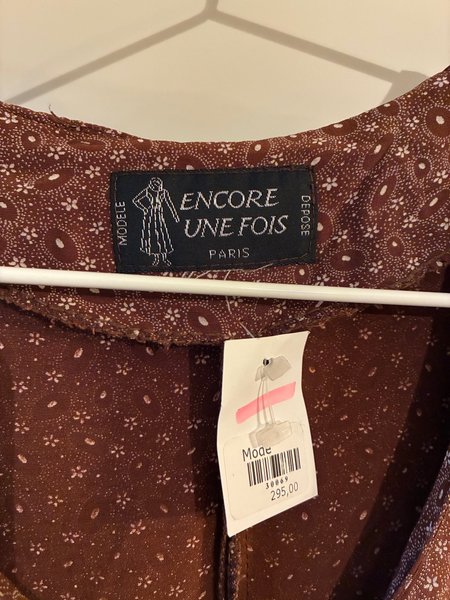 MODELE
ENCORE
UNE FOIS
PARIS
DEPOSE
Mode
30069
295,00